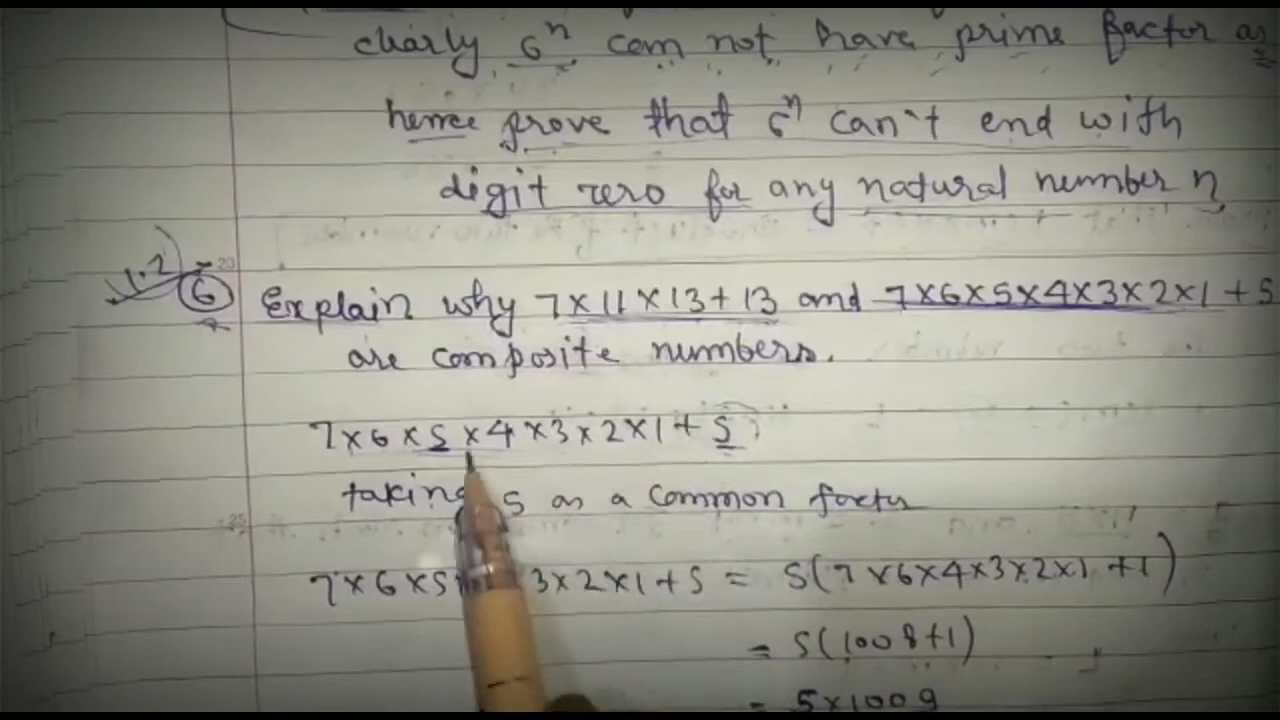 clearly 6ⁿ can not have prime factor as
hence prove that 6ⁿ can't end with
digit zero for any natural number n
1.2
6 Explain why 7×11×13+13 and 7×6×5×4×3×2×1+5
are composite numbers.
7×6×5×4×3×2×1+5
taking 5 as a common factor
7×6×5 3×2×1+5 = 5(7×6×4×3×2×1+1)
= 5(1008+1)
= 5×1009